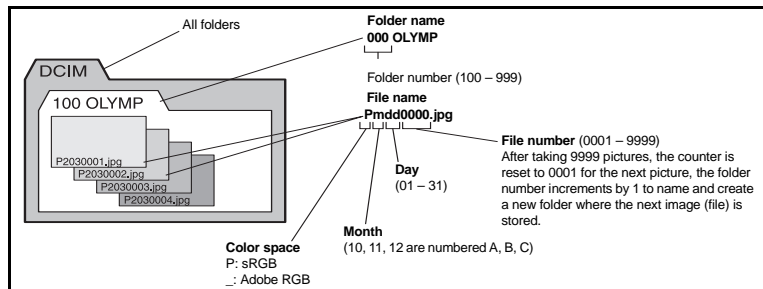 All folders
DCIM
100 OLYMP
P2030001.jpg
P2030002.jpg
P2030003.jpg
P2030004.jpg
Folder name
000 OLYMP
Folder number (100 – 999)
File name
Pmdd0000.jpg
File number (0001 – 9999)
After taking 9999 pictures, the counter is
reset to 0001 for the next picture, the folder
number increments by 1 to name and create
a new folder where the next image (file) is
stored.
Day
(01 – 31)
Month
(10, 11, 12 are numbered A, B, C)
Color space
P: sRGB
_: Adobe RGB